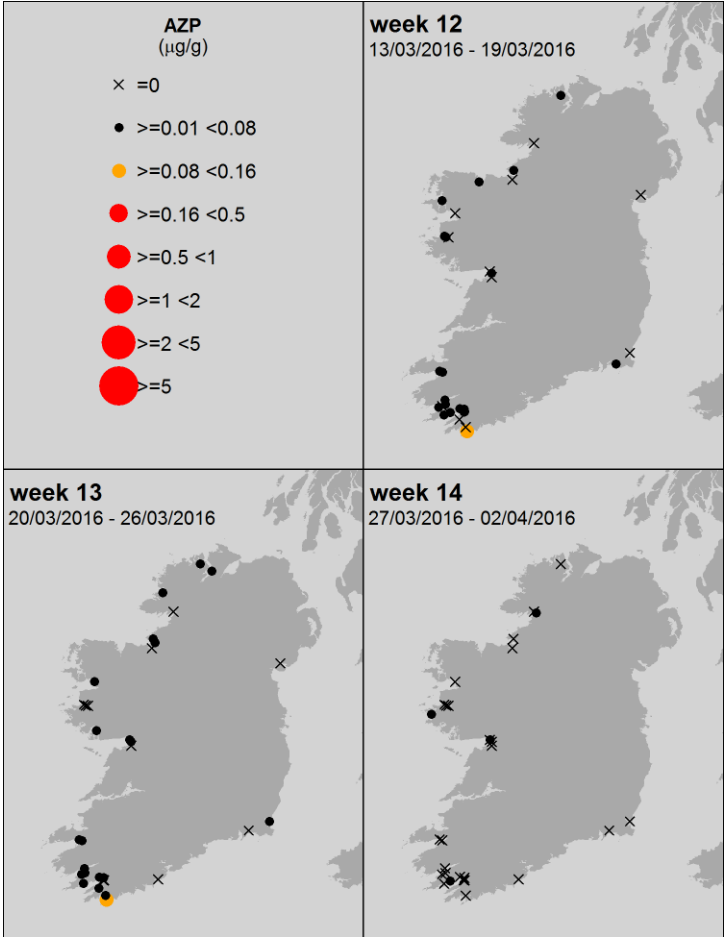 AZP
(μg/g)
=0
>=0.01 <0.08
>=0.08 <0.16
>=0.16 <0.5
>=0.5 <1
>=1 <2
>=2 <5
>=5
week 12
13/03/2016 - 19/03/2016
week 13
20/03/2016 - 26/03/2016
week 14
27/03/2016 - 02/04/2016